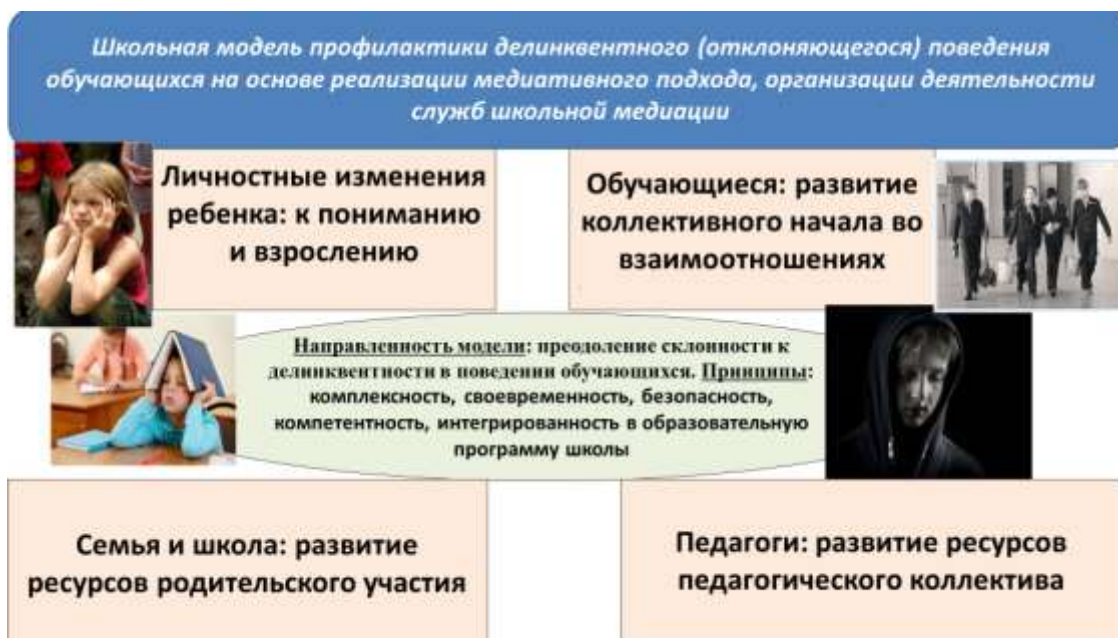 Школьная модель профилактики делинквентного (отклоняющегося) поведения
обучающихся на основе реализации медиативного подхода, организации деятельности
служб школьной медиации
Личностные изменения
ребенка: к пониманию
и взрослению
Обучающиеся: развитие
коллективного начала во
взаимоотношениях
Направленность модели: преодоление склонности к
делинквентности в поведении обучающихся. Принципы:
комплексность, своевременность, безопасность,
компетентность, интегрированность в образовательную
программу школы
Семья и школа: развитие
ресурсов родительского участия
Педагоги: развитие ресурсов
педагогического коллектива